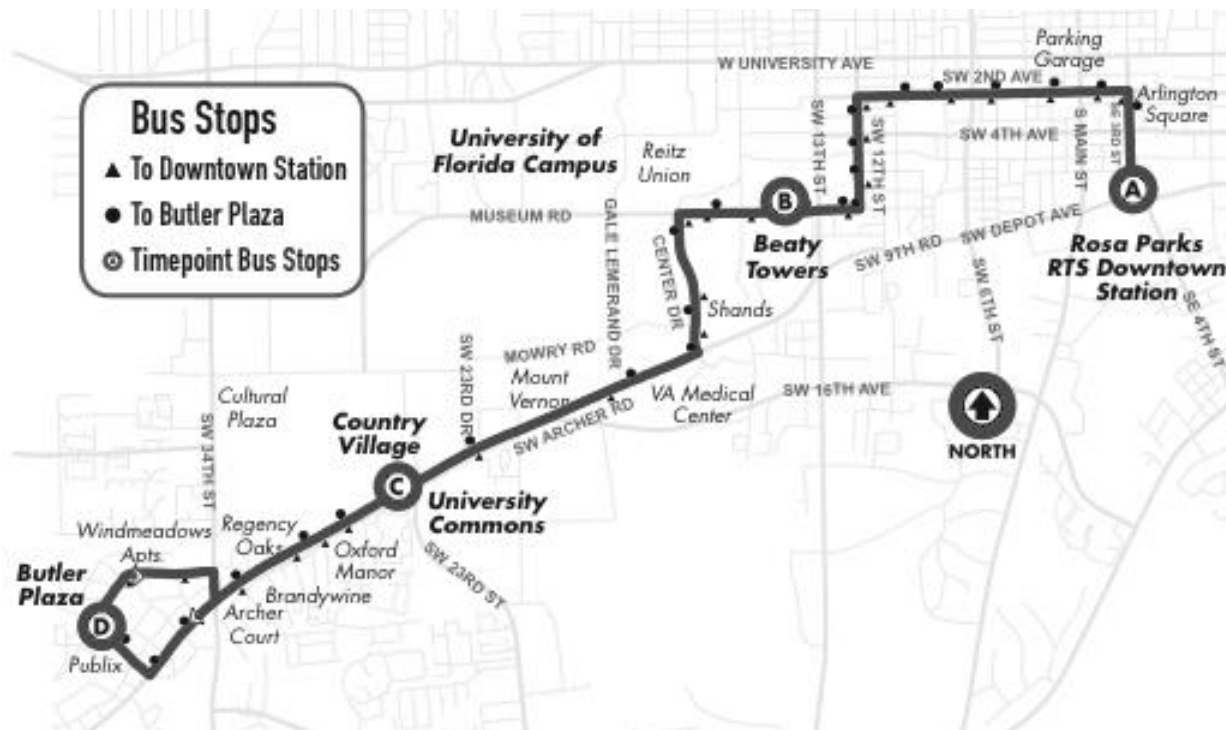 Bus Stops
To Downtown Station
To Butler Plaza
Timepoint Bus Stops
W UNIVERSITY AVE
Parking
Garage
SW 2ND AVE
Arlington
Square
University of
Florida Campus
Reitz
Union
SW 13TH ST
SW 12TH ST
SW 4TH AVE
S MAIN ST
SE 3RD ST
A
Rosa Parks
RTS Downtown
Station
MUSEUM RD
GALE LEMERAND DR
CENTER DR
B
Beaty
Towers
SW 9TH RD
SW DEPOT AVE
SW 6TH ST
SE 4TH ST
Shands
SW 23RD DR
MOWRY RD
Mount
Vernon
VA Medical
Center
SW 16TH AVE
SW ARCHER RD
NORTH
Cultural
Plaza
SW 34TH ST
Country
Village
C
University
Commons
Windmeadows
Apts.
Regency
Oaks
Oxford
Manor
SW 23RD ST
Brandywine
Archer
Court
Butler
Plaza
D
Publix